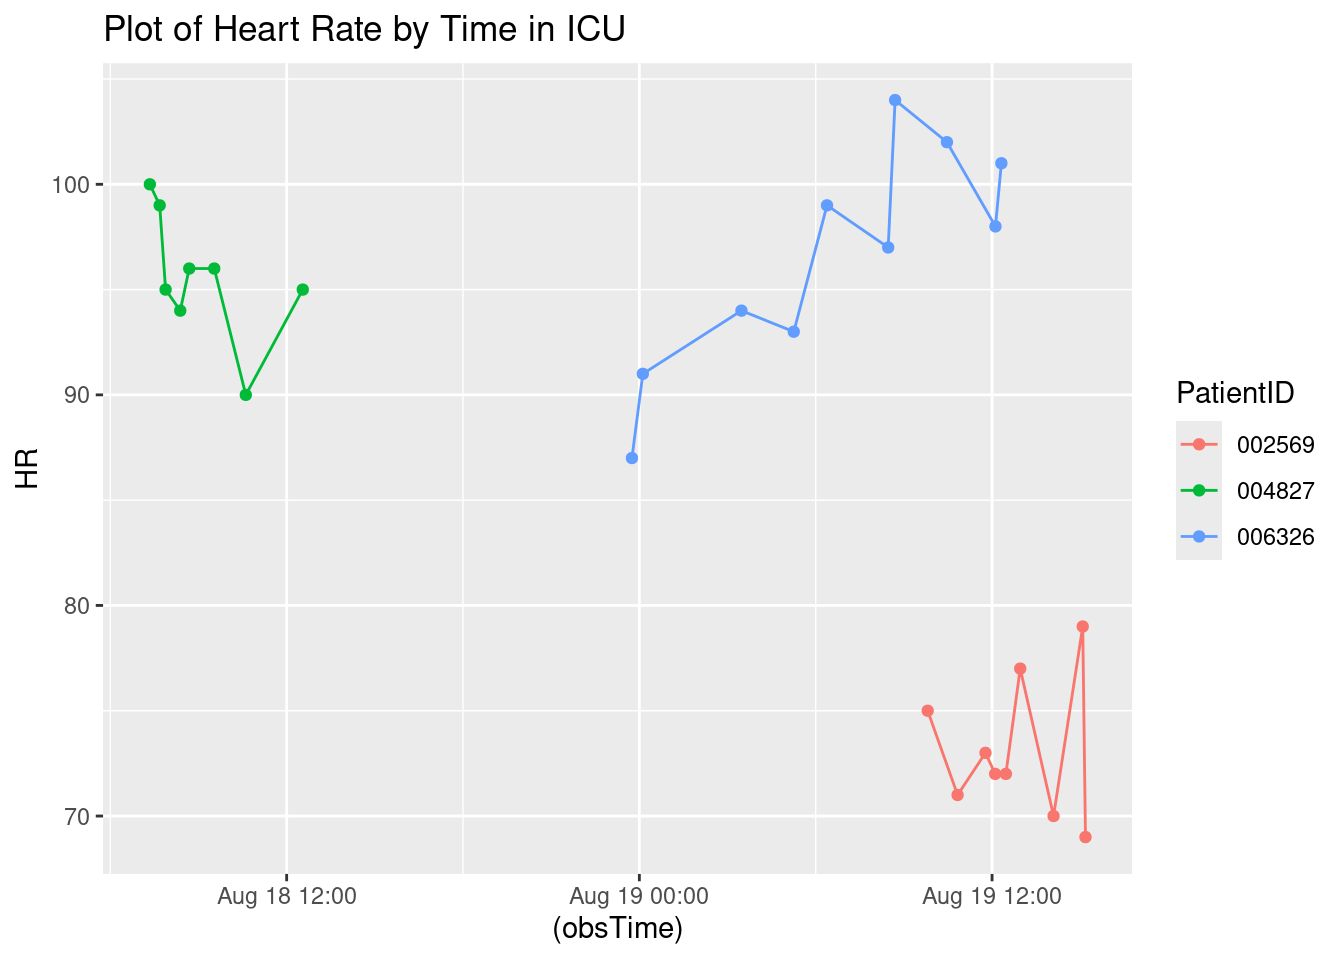 Plot of Heart Rate by Time in ICU
100
90
80
70
HR
Aug 18 12:00
Aug 19 00:00
Aug 19 12:00
(obsTime)
PatientID
002569
004827
006326